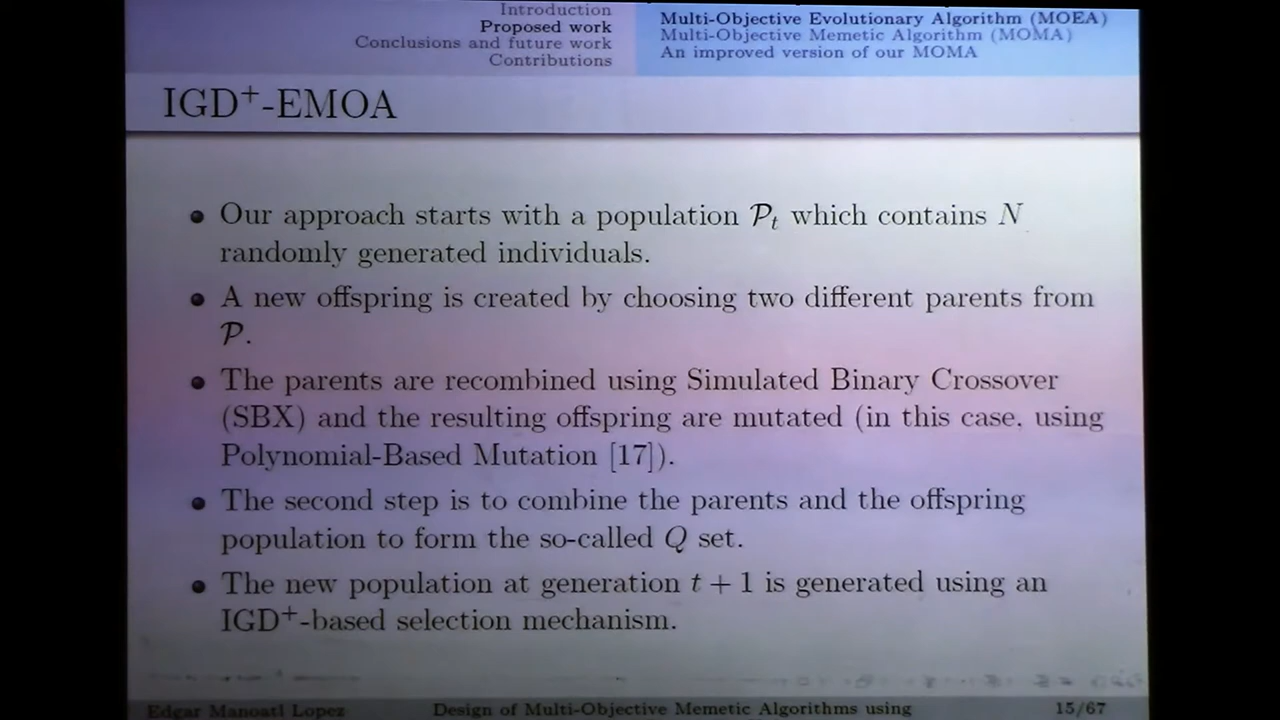 Introduction
Proposed work
Conclusions and future work
Contributions
Multi-Objective Evolutionary Algorithm (MOEA)
Multi-Objective Memetic Algorithm (MOMA)
An improved version of our MOMA
IGD⁺-EMOA
• Our approach starts with a population 𝒫ₜ which contains N
randomly generated individuals.
• A new offspring is created by choosing two different parents from
𝒫.
• The parents are recombined using Simulated Binary Crossover
(SBX) and the resulting offspring are mutated (in this case, using
Polynomial-Based Mutation [17]).
• The second step is to combine the parents and the offspring
population to form the so-called Q set.
• The new population at generation t + 1 is generated using an
IGD⁺-based selection mechanism.
Edgar Manoatl Lopez
Design of Multi-Objective Memetic Algorithms using
15/67